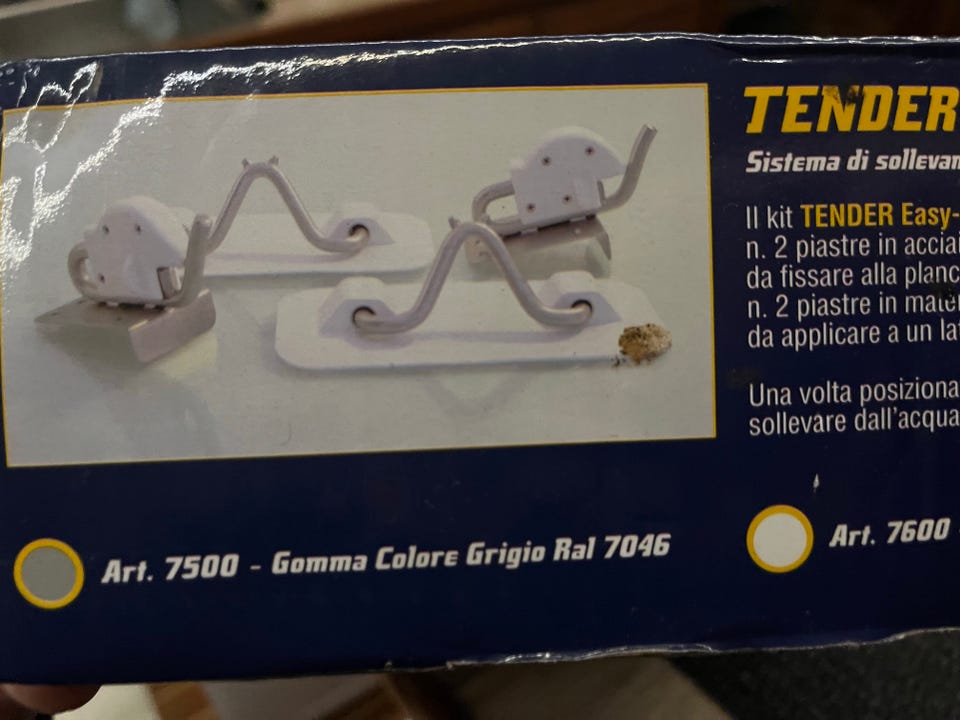 TENDER
Sistema di sollevam
Il kit TENDER Easy-
n. 2 piastre in acciai
da fissare alla planc
n. 2 piastre in mater
da applicare a un lat
Una volta posiziona
sollevare dall'acqua
Art. 7500 - Gomma Colore Grigio Ral 7046
Art. 7600